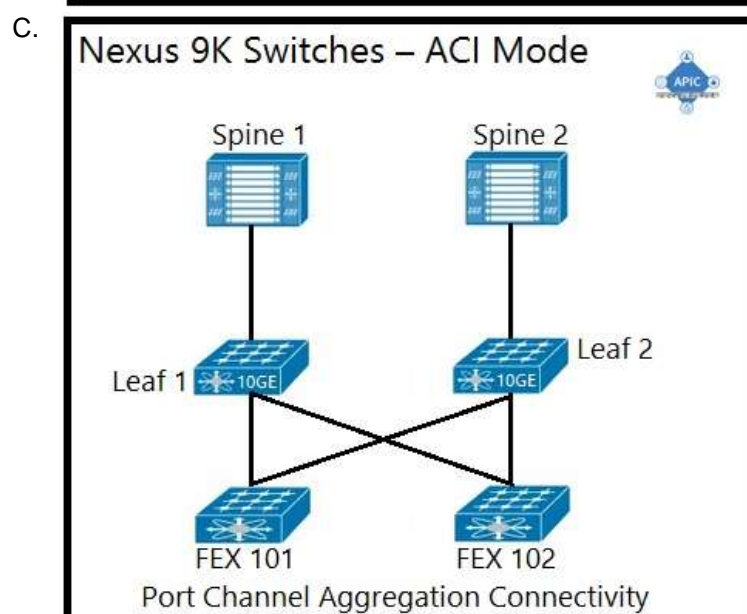 C.
Nexus 9K Switches – ACI Mode
APIC
Spine 1
Spine 2
Leaf 1
10GE
10GE
Leaf 2
FEX 101
FEX 102
Port Channel Aggregation Connectivity